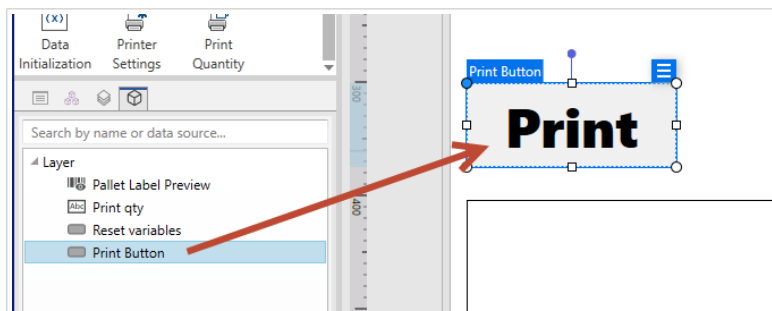 (x)
Data Initialization
Printer Settings
Print Quantity
Search by name or data source...
Layer
Pallet Label Preview
Abc Print qty
Reset variables
Print Button
300
400
Print Button
Print